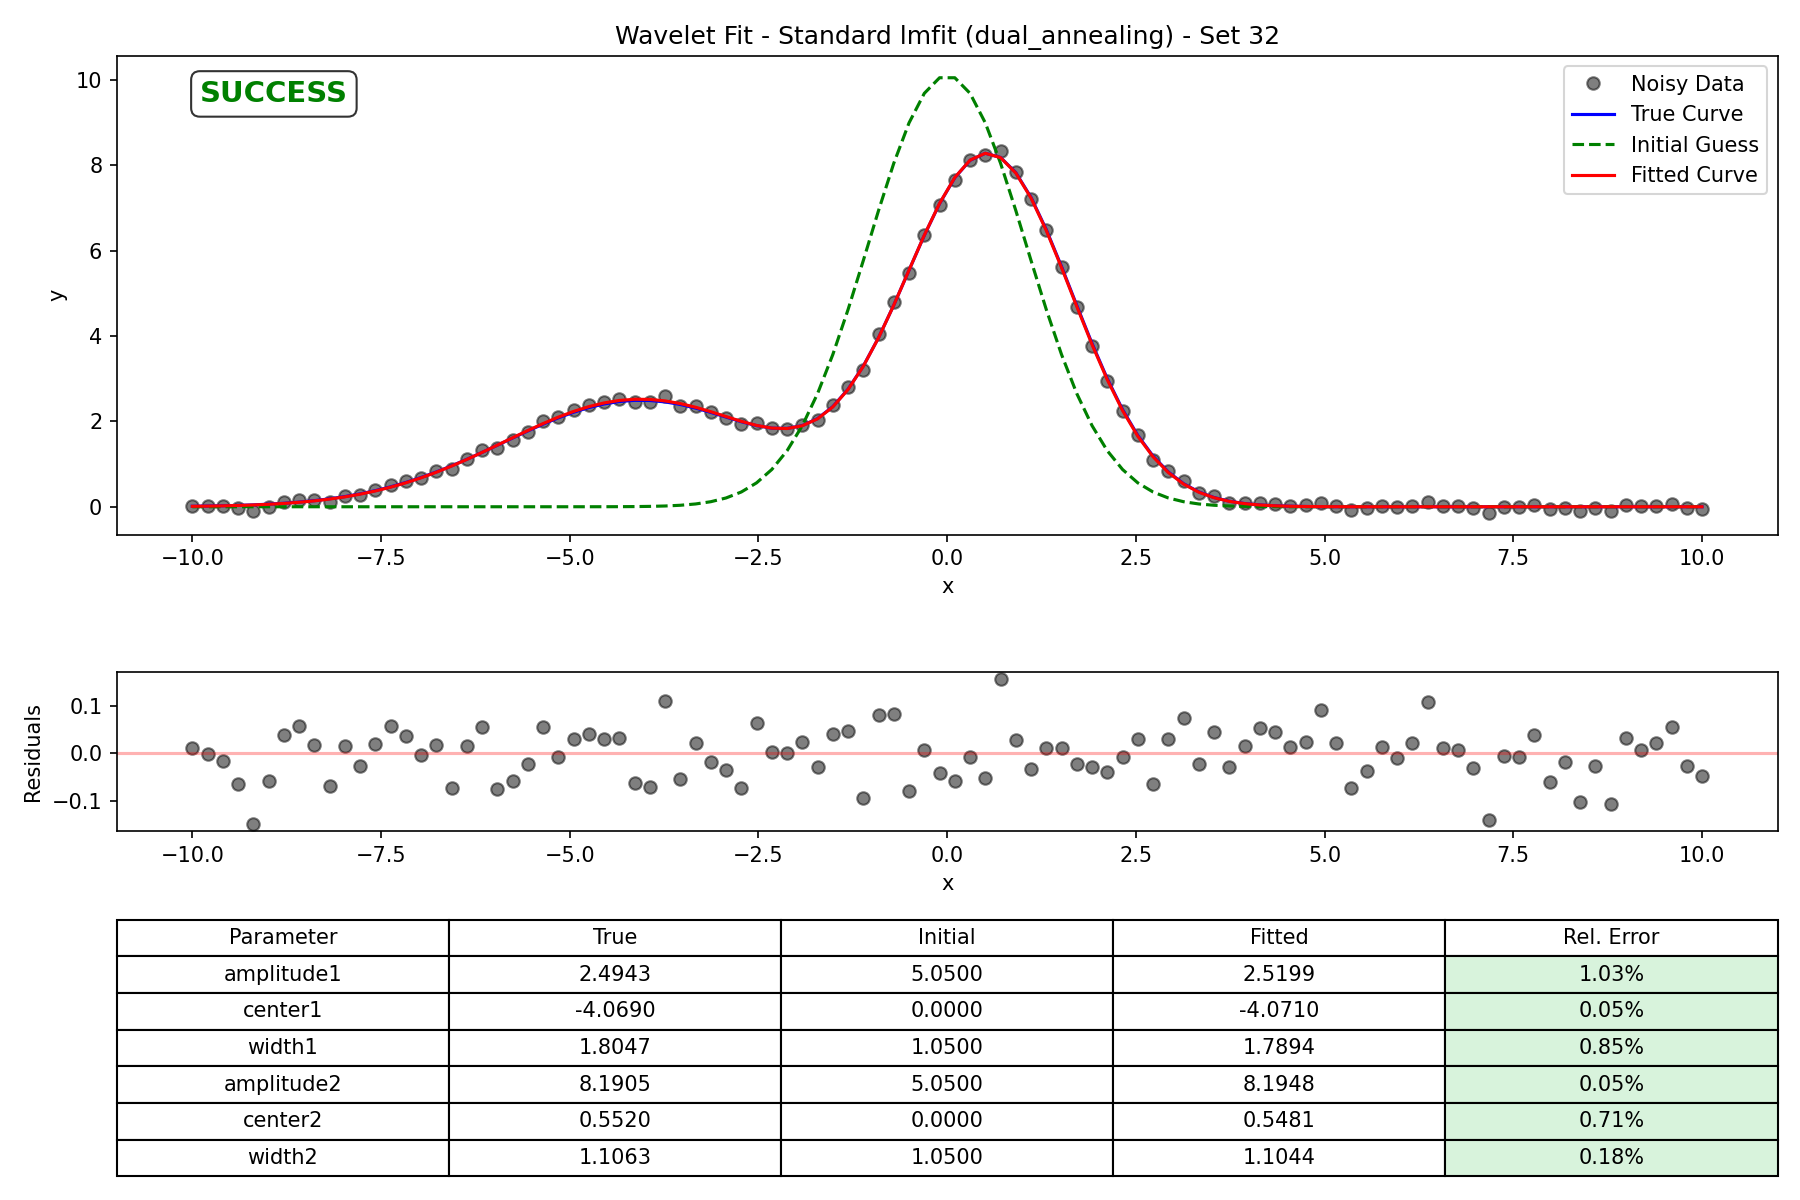 Wavelet Fit - Standard lmfit (dual_annealing) - Set 32
SUCCESS
Noisy Data
True Curve
Initial Guess
Fitted Curve
10
8
6
4
2
0
y
−10.0 −7.5 −5.0 −2.5 0.0 2.5 5.0 7.5 10.0
x
0.1
0.0
−0.1
Residuals
−10.0 −7.5 −5.0 −2.5 0.0 2.5 5.0 7.5 10.0
x
Parameter True Initial Fitted Rel. Error
amplitude1 2.4943 5.0500 2.5199 1.03%
center1 -4.0690 0.0000 -4.0710 0.05%
width1 1.8047 1.0500 1.7894 0.85%
amplitude2 8.1905 5.0500 8.1948 0.05%
center2 0.5520 0.0000 0.5481 0.71%
width2 1.1063 1.0500 1.1044 0.18%